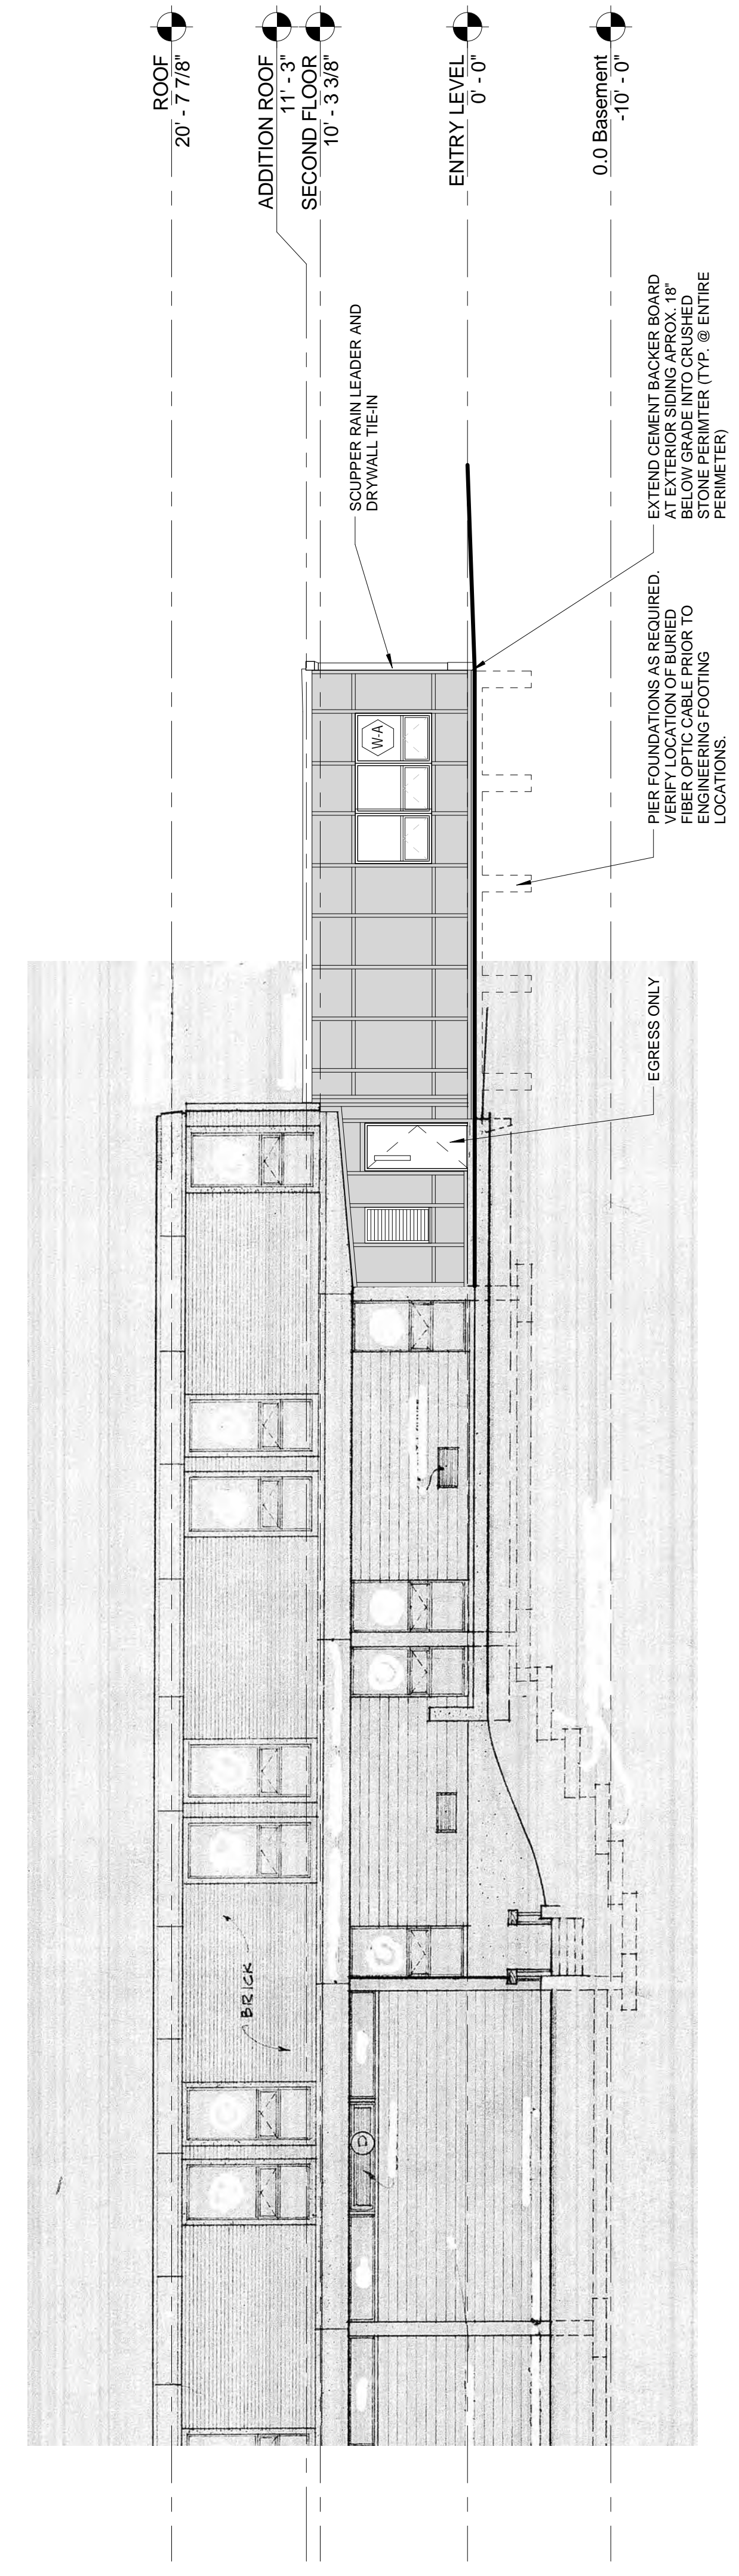 ROOF
20' - 7 7/8"
ADDITION ROOF
11' - 3"
SECOND FLOOR
10' - 3 3/8"
ENTRY LEVEL
0' - 0"
0.0 Basement
-10' - 0"
SCUPPER RAIN LEADER AND
DRYWALL TIE-IN
EXTEND CEMENT BACKER BOARD
AT EXTERIOR SIDING APROX. 18"
BELOW GRADE INTO CRUSHED
STONE PERIMTER (TYP. @ ENTIRE
PERIMETER)
PIER FOUNDATIONS AS REQUIRED.
VERIFY LOCATION OF BURIED
FIBER OPTIC CABLE PRIOR TO
ENGINEERING FOOTING
LOCATIONS.
W-A
EGRESS ONLY
BRICK
D